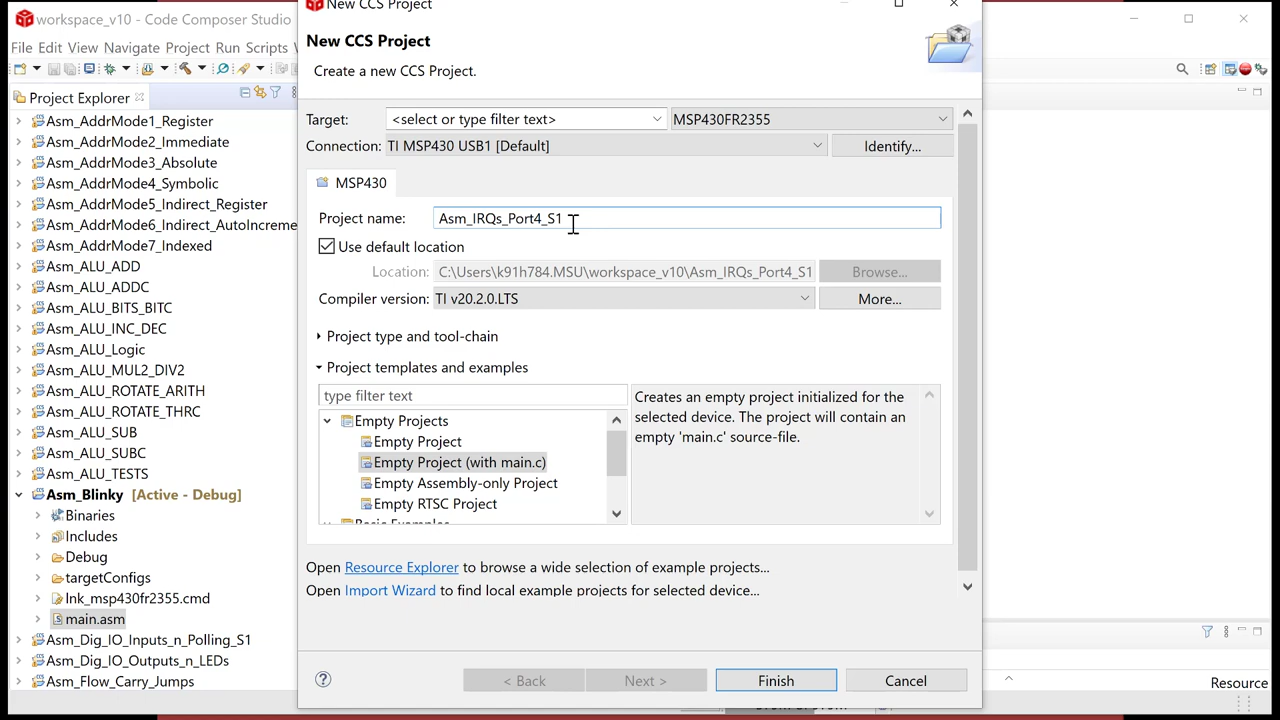 workspace_v10 - Code Composer Studio
File Edit View Navigate Project Run Scripts
Project Explorer
Asm_AddrMode1_Register
Asm_AddrMode2_Immediate
Asm_AddrMode3_Absolute
Asm_AddrMode4_Symbolic
Asm_AddrMode5_Indirect_Register
Asm_AddrMode6_Indirect_AutoIncreme
Asm_AddrMode7_Indexed
Asm_ALU_ADD
Asm_ALU_ADDC
Asm_ALU_BITS_BITC
Asm_ALU_INC_DEC
Asm_ALU_Logic
Asm_ALU_MUL2_DIV2
Asm_ALU_ROTATE_ARITH
Asm_ALU_ROTATE_THRC
Asm_ALU_SUB
Asm_ALU_SUBC
Asm_ALU_TESTS
Asm_Blinky [Active - Debug]
Binaries
Includes
Debug
targetConfigs
lnk_msp430fr2355.cmd
main.asm
Asm_Dig_IO_Inputs_n_Polling_S1
Asm_Dig_IO_Outputs_n_LEDs
Asm_Flow_Carry_Jumps
New CCS Project
New CCS Project
Create a new CCS Project.
Target: <select or type filter text> MSP430FR2355
Connection: TI MSP430 USB1 [Default] Identify...
MSP430
Project name: Asm_IRQs_Port4_S1
Use default location
Location: C:\Users\k91h784.MSU\workspace_v10\Asm_IRQs_Port4_S1 Browse...
Compiler version: TI v20.2.0.LTS More...
Project type and tool-chain
Project templates and examples
type filter text
Empty Projects
Empty Project
Empty Project (with main.c)
Empty Assembly-only Project
Empty RTSC Project
Basic Examples
Creates an empty project initialized for the
selected device. The project will contain an
empty 'main.c' source-file.
Open Resource Explorer to browse a wide selection of example projects...
Open Import Wizard to find local example projects for selected device...
? < Back Next > Finish Cancel
Resource